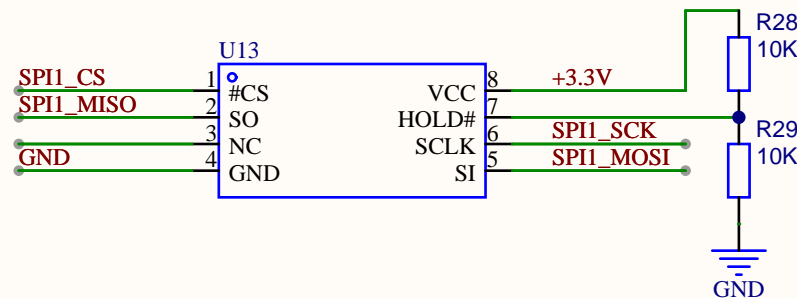 U13
SPI1_CS 1 #CS
SPI1_MISO 2 SO
3 NC
GND 4 GND
VCC 8 +3.3V
HOLD# 7
SCLK 6 SPI1_SCK
SI 5 SPI1_MOSI
R28
10K
R29
10K
GND